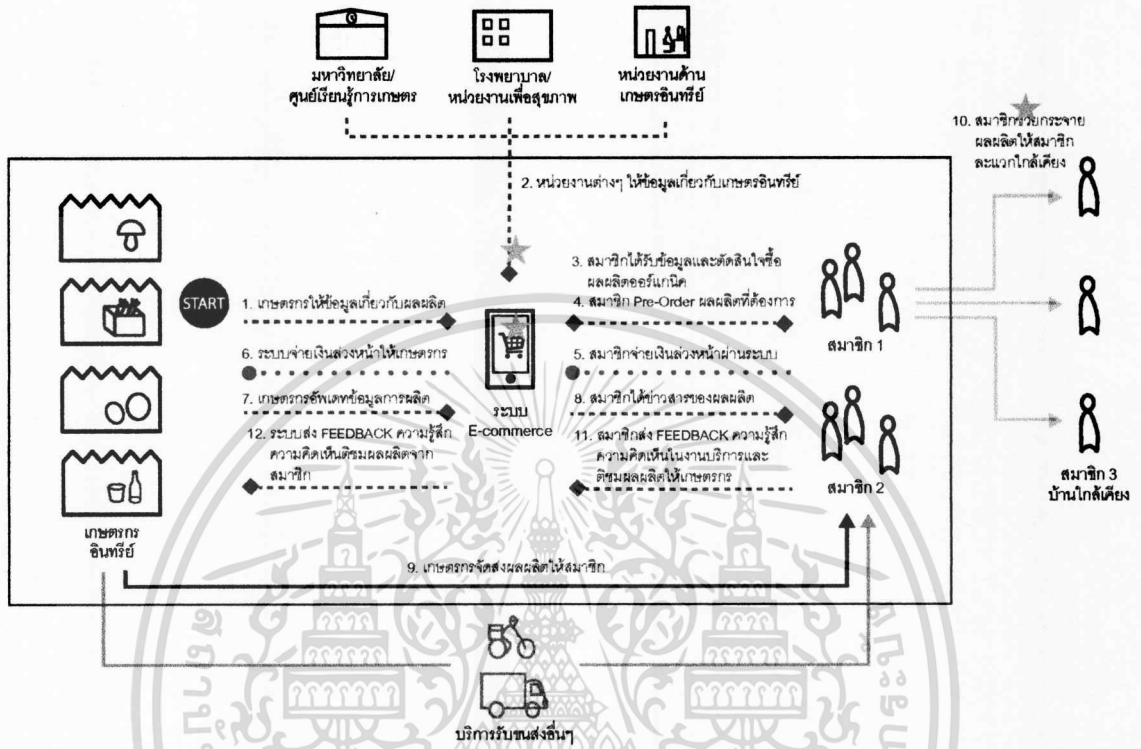 มหาวิทยาลัย/
ศูนย์เรียนรู้การเกษตร
โรงพยาบาล/
หน่วยงานเพื่อสุขภาพ
หน่วยงานด้าน
เกษตรอินทรีย์
10. สมาชิกช่วยกระจาย
ผลผลิตให้สมาชิก
ละแวกใกล้เคียง
2. หน่วยงานต่างๆ ให้ข้อมูลเกี่ยวกับเกษตรอินทรีย์
START
1. เกษตรกรให้ข้อมูลเกี่ยวกับผลผลิต
3. สมาชิกได้รับข้อมูลและตัดสินใจซื้อ
ผลผลิตออร์แกนิค
4. สมาชิก Pre-Order ผลผลิตที่ต้องการ
6. ระบบจ่ายเงินล่วงหน้าให้เกษตรกร
5. สมาชิกจ่ายเงินล่วงหน้าผ่านระบบ
7. เกษตรกรอัพเดทข้อมูลการผลิต
8. สมาชิกได้ข่าวสารของผลผลิต
12. ระบบส่ง FEEDBACK ความรู้สึก
ความคิดเห็นติชมผลผลิตจาก
สมาชิก
ระบบ
E-commerce
11. สมาชิกส่ง FEEDBACK ความรู้สึก
ความคิดเห็นในงานบริการและ
ติชมผลผลิตให้เกษตรกร
สมาชิก 1
สมาชิก 2
สมาชิก 3
บ้านใกล้เคียง
เกษตรกร
อินทรีย์
9. เกษตรกรจัดส่งผลผลิตให้สมาชิก
บริการรับขนส่งอื่นๆ